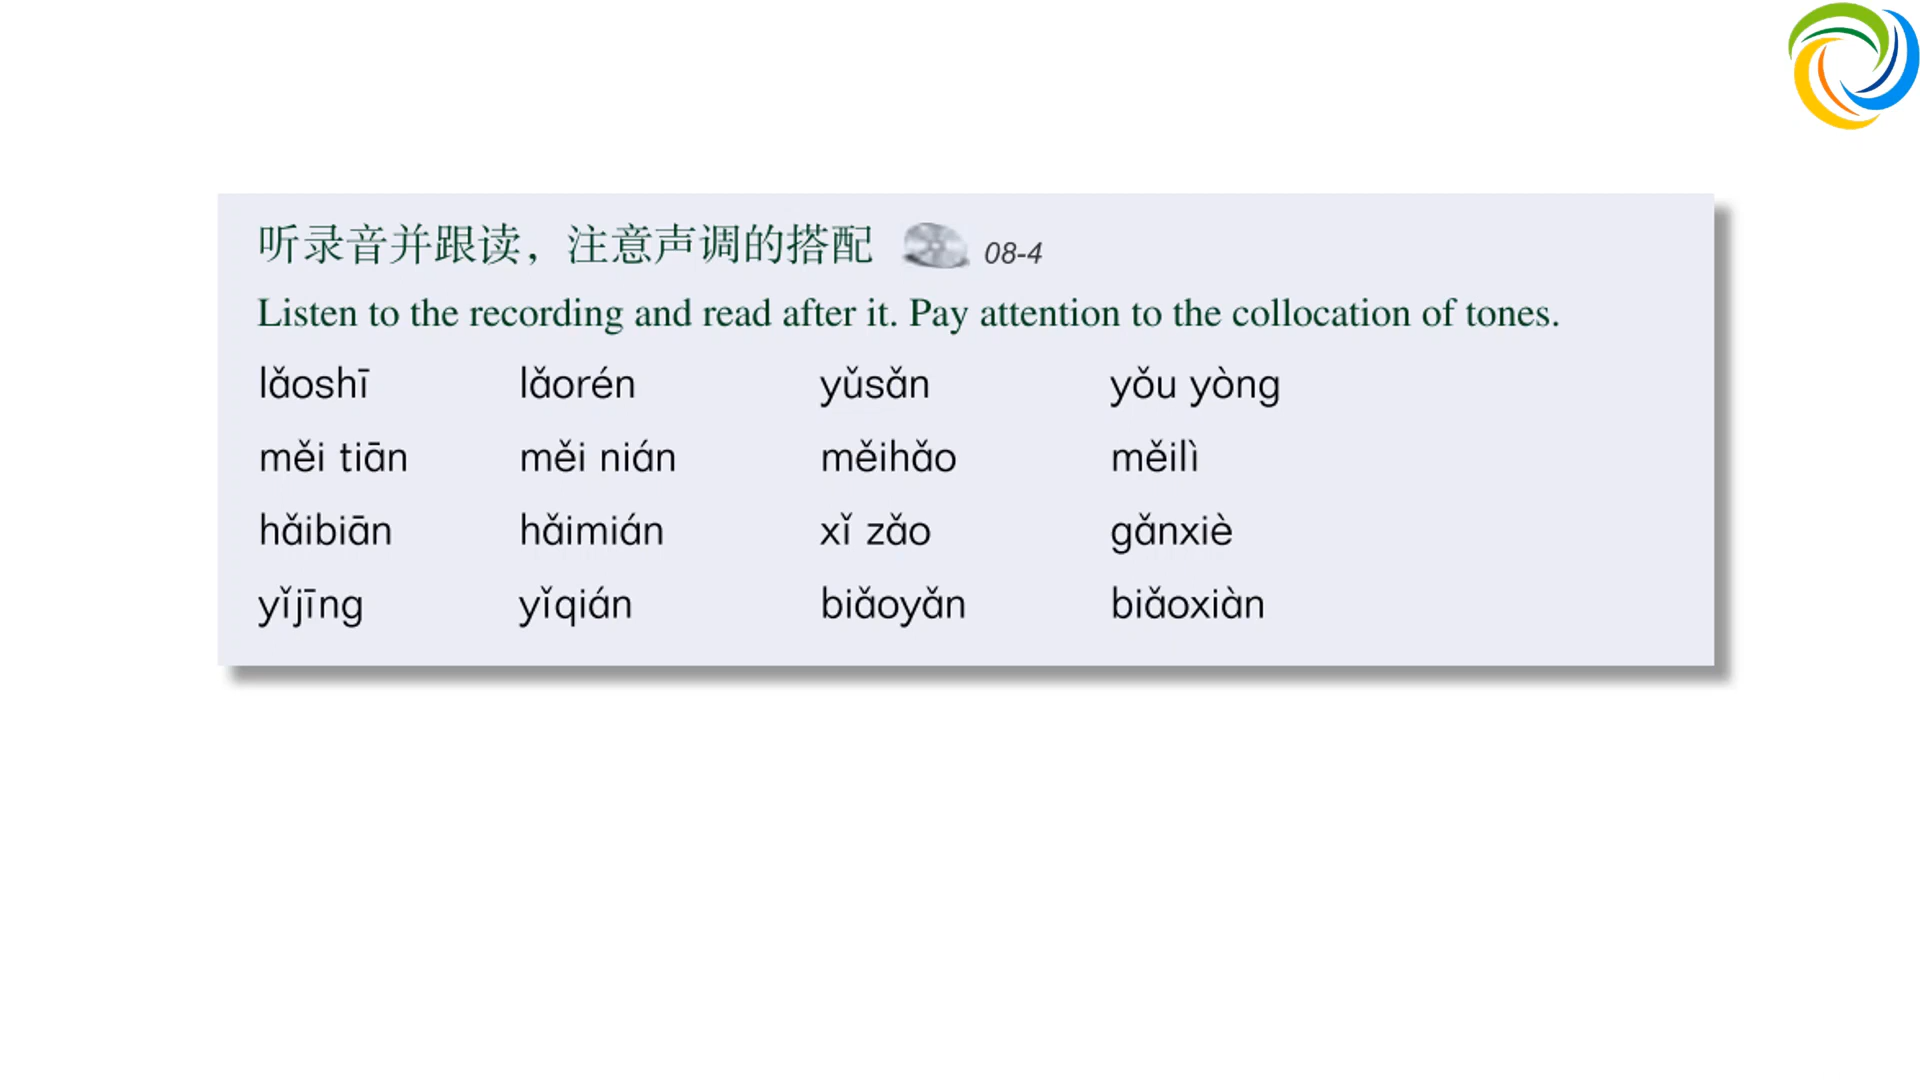 听录音并跟读，注意声调的搭配 08-4
Listen to the recording and read after it. Pay attention to the collocation of tones.
lǎoshī lǎorén yǔsǎn yǒu yòng
měi tiān měi nián měihǎo měilì
hǎibiān hǎimián xǐ zǎo gǎnxiè
yǐjīng yǐqián biǎoyǎn biǎoxiàn